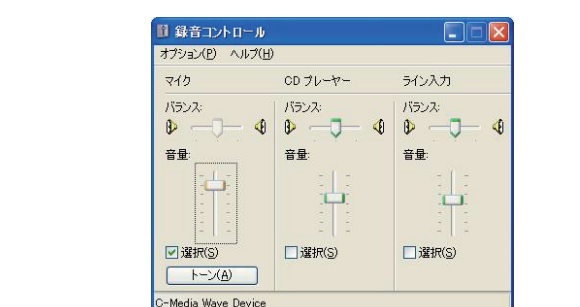 録音コントロール
オプション(P) ヘルプ(H)
マイク CD プレーヤー ライン入力
バランス: バランス: バランス:
音量: 音量: 音量:
選択(S) 選択(S) 選択(S)
トーン(A)
C-Media Wave Device